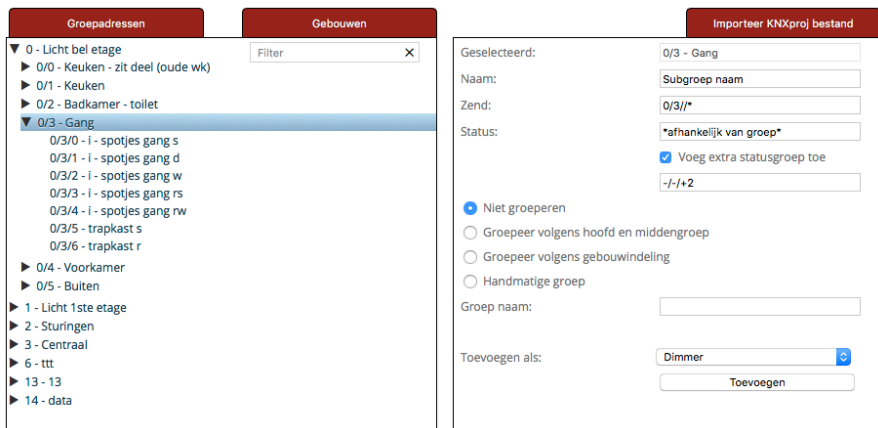 Groepadressen
Gebouwen
Importeer KNXproj bestand
0 - Licht bel etage
Filter
0/0 - Keuken - zit deel (oude wk)
0/1 - Keuken
0/2 - Badkamer - toilet
0/3 - Gang
0/3/0 - i - spotjes gang s
0/3/1 - i - spotjes gang d
0/3/2 - i - spotjes gang w
0/3/3 - i - spotjes gang rs
0/3/4 - i - spotjes gang rw
0/3/5 - trapkast s
0/3/6 - trapkast r
0/4 - Voorkamer
0/5 - Buiten
1 - Licht 1ste etage
2 - Sturingen
3 - Centraal
6 - ttt
13 - 13
14 - data
Geselecteerd: 0/3 - Gang
Naam: Subgroep naam
Zend: 0/3//*
Status: *afhankelijk van groep*
Voeg extra statusgroep toe
-/-/+2
Niet groeperen
Groepeer volgens hoofd en middengroep
Groepeer volgens gebouwindeling
Handmatige groep
Groep naam:
Toevoegen als: Dimmer
Toevoegen